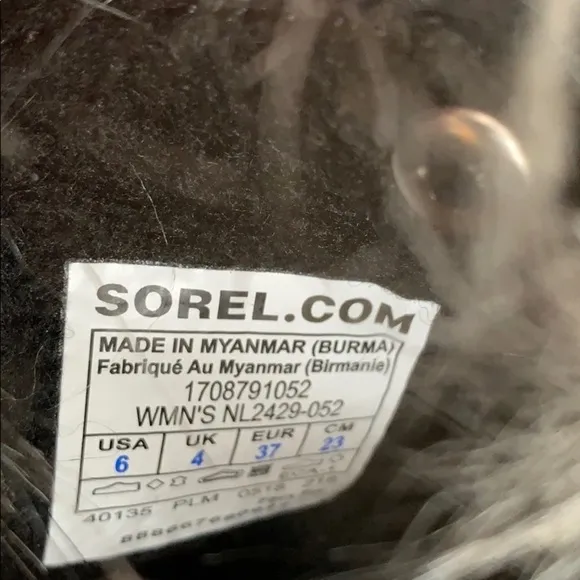 SOREL.COM
MADE IN MYANMAR (BURMA)
Fabriqué Au Myanmar (Birmanie)
1708791052
WMN'S NL2429-052
USA UK EUR CM
6 4 37 23
40135 PLM 0518